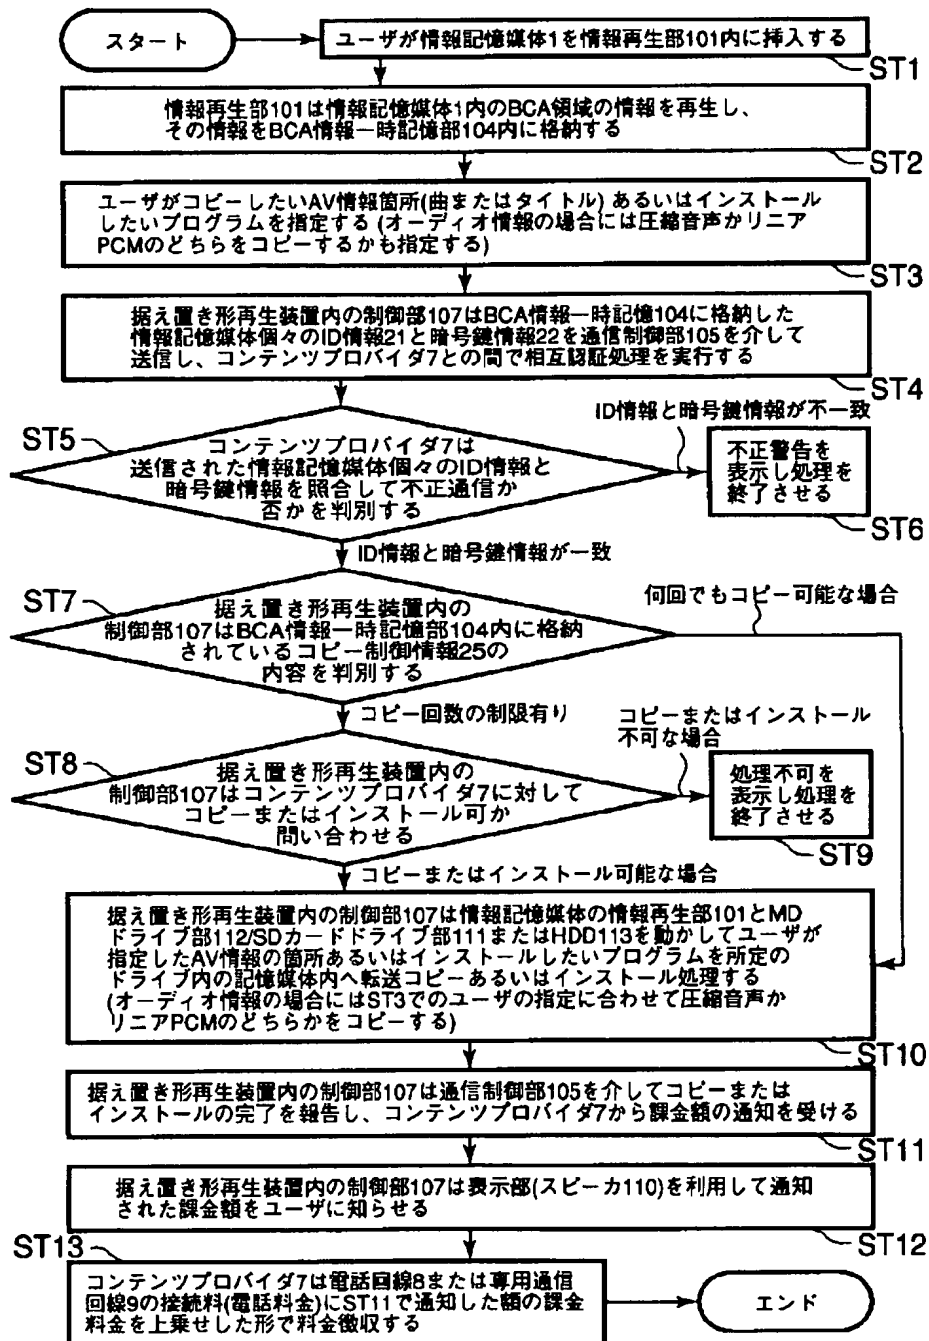 スタート
ユーザが情報記憶媒体1を情報再生部101内に挿入する
ST1
情報再生部101は情報記憶媒体1内のBCA領域の情報を再生し、
その情報をBCA情報一時記憶部104内に格納する
ST2
ユーザがコピーしたいAV情報箇所(曲またはタイトル) あるいはインストール
したいプログラムを指定する (オーディオ情報の場合には圧縮音声かリニア
PCMのどちらをコピーするかも指定する)
ST3
据え置き形再生装置内の制御部107はBCA情報一時記憶104に格納した
情報記憶媒体個々のID情報21と暗号鍵情報22を通信制御部105を介して
送信し、コンテンツプロバイダ7との間で相互認証処理を実行する
ST4
ST5
コンテンツプロバイダ7は
送信された情報記憶媒体個々のID情報と
暗号鍵情報を照合して不正通信か
否かを判別する
ID情報と暗号鍵情報が不一致
不正警告を
表示し処理を
終了させる
ST6
ID情報と暗号鍵情報が一致
ST7
据え置き形再生装置内の
制御部107はBCA情報一時記憶部104内に格納
されているコピー制御情報25の
内容を判別する
何回でもコピー可能な場合
コピー回数の制限有り
ST8
据え置き形再生装置内の
制御部107はコンテンツプロバイダ7に対して
コピーまたはインストール可か
問い合わせる
コピーまたはインストール
不可な場合
処理不可を
表示し処理を
終了させる
ST9
コピーまたはインストール可能な場合
据え置き形再生装置内の制御部107は情報記憶媒体の情報再生部101とMD
ドライブ部112/SDカードドライブ部111またはHDD113を動かしてユーザが
指定したAV情報の箇所あるいはインストールしたいプログラムを所定の
ドライブ内の記憶媒体内へ転送コピーあるいはインストール処理する
(オーディオ情報の場合にはST3でのユーザの指定に合わせて圧縮音声か
リニアPCMのどちらかをコピーする)
ST10
据え置き形再生装置内の制御部107は通信制御部105を介してコピーまたは
インストールの完了を報告し、コンテンツプロバイダ7から課金額の通知を受ける
ST11
据え置き形再生装置内の制御部107は表示部(スピーカ110)を利用して通知
された課金額をユーザに知らせる
ST12
ST13
コンテンツプロバイダ7は電話回線8または専用通信
回線9の接続料(電話料金)にST11で通知した額の課金
料金を上乗せした形で料金徴収する
エンド